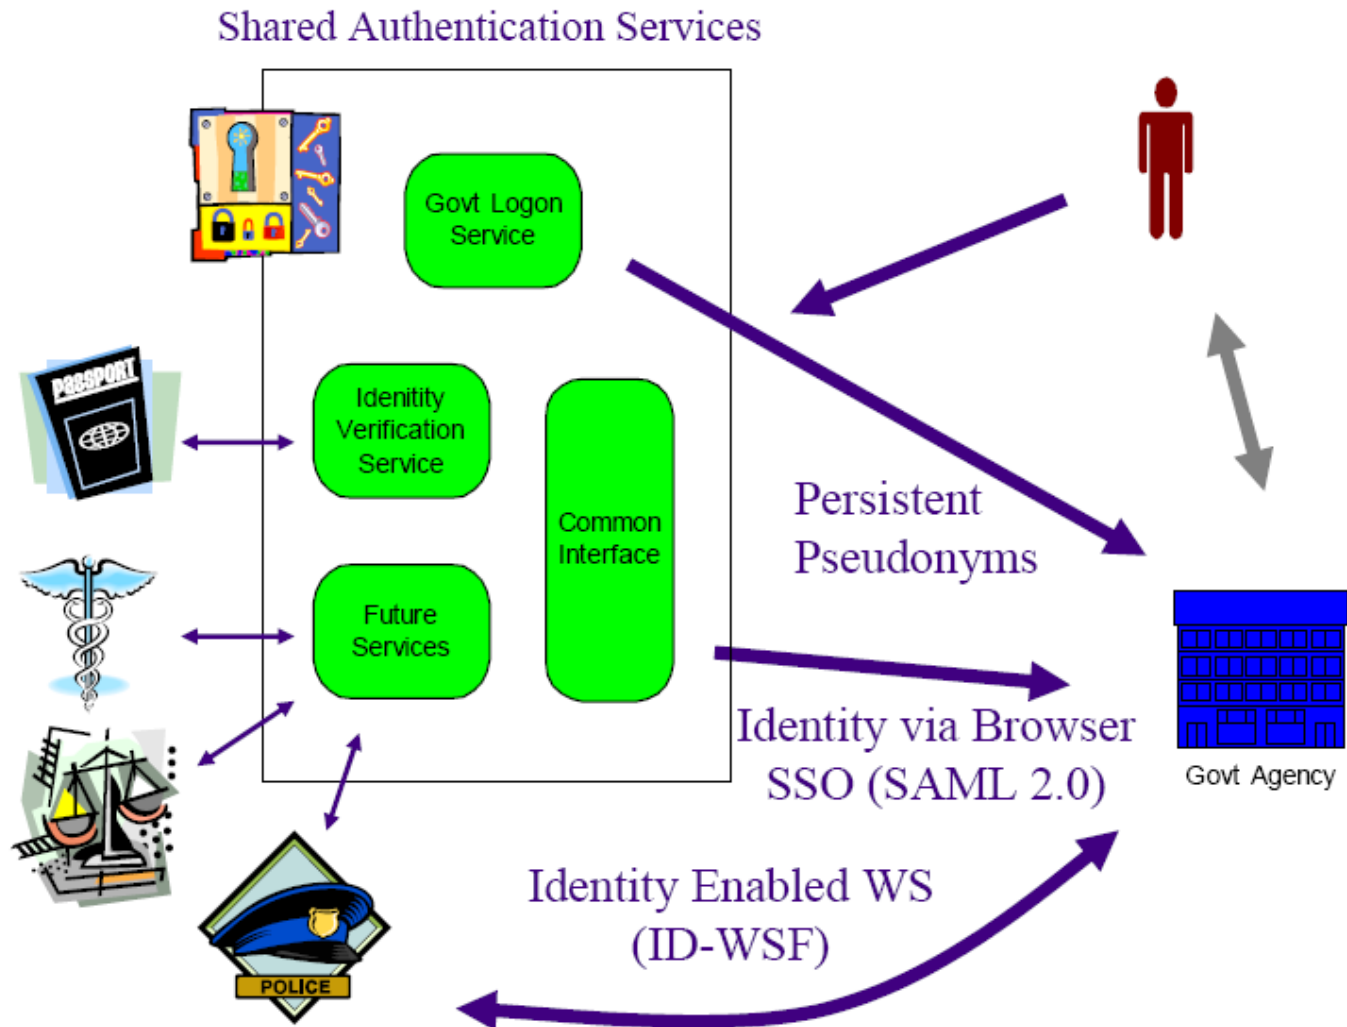 Shared Authentication Services
Govt Logon
Service
PASSPORT
Idenitity
Verification
Service
Common
Interface
Persistent
Pseudonyms
Future
Services
Identity via Browser
SSO (SAML 2.0)
Govt Agency
Identity Enabled WS
(ID-WSF)
POLICE